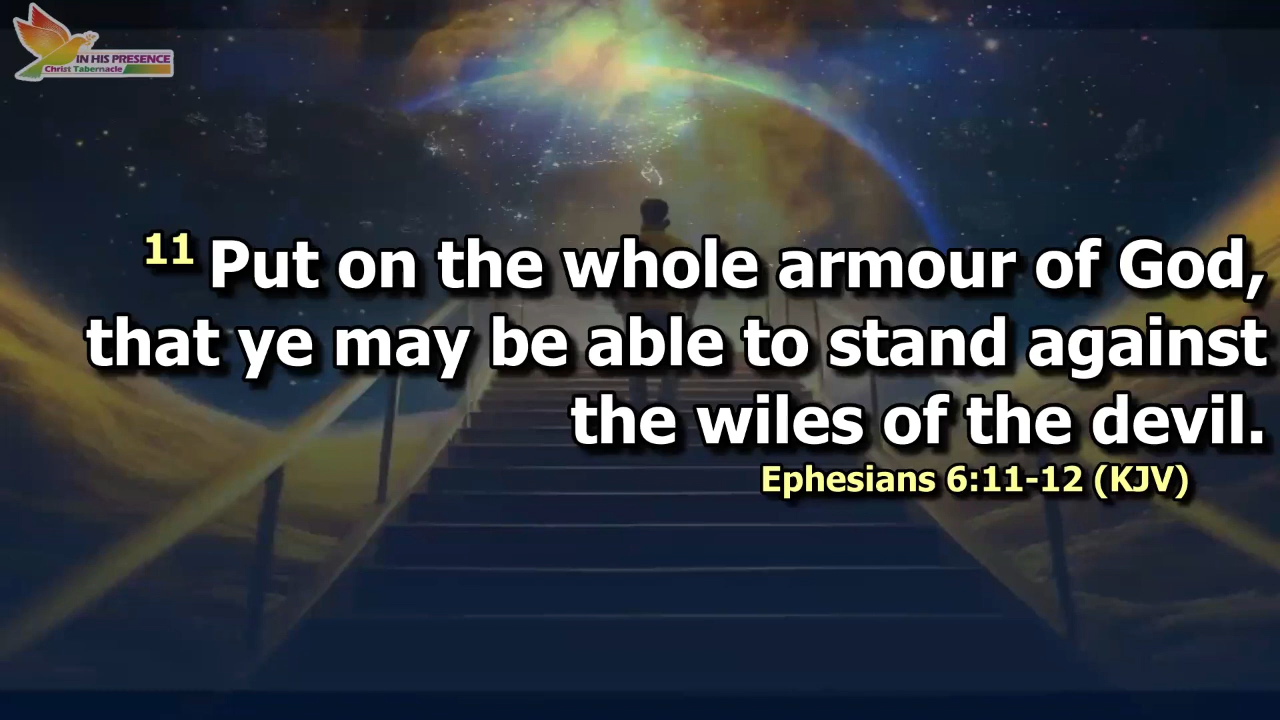 IN HIS PRESENCE
Christ Tabernacle
11 Put on the whole armour of God,
that ye may be able to stand against
the wiles of the devil.
Ephesians 6:11-12 (KJV)